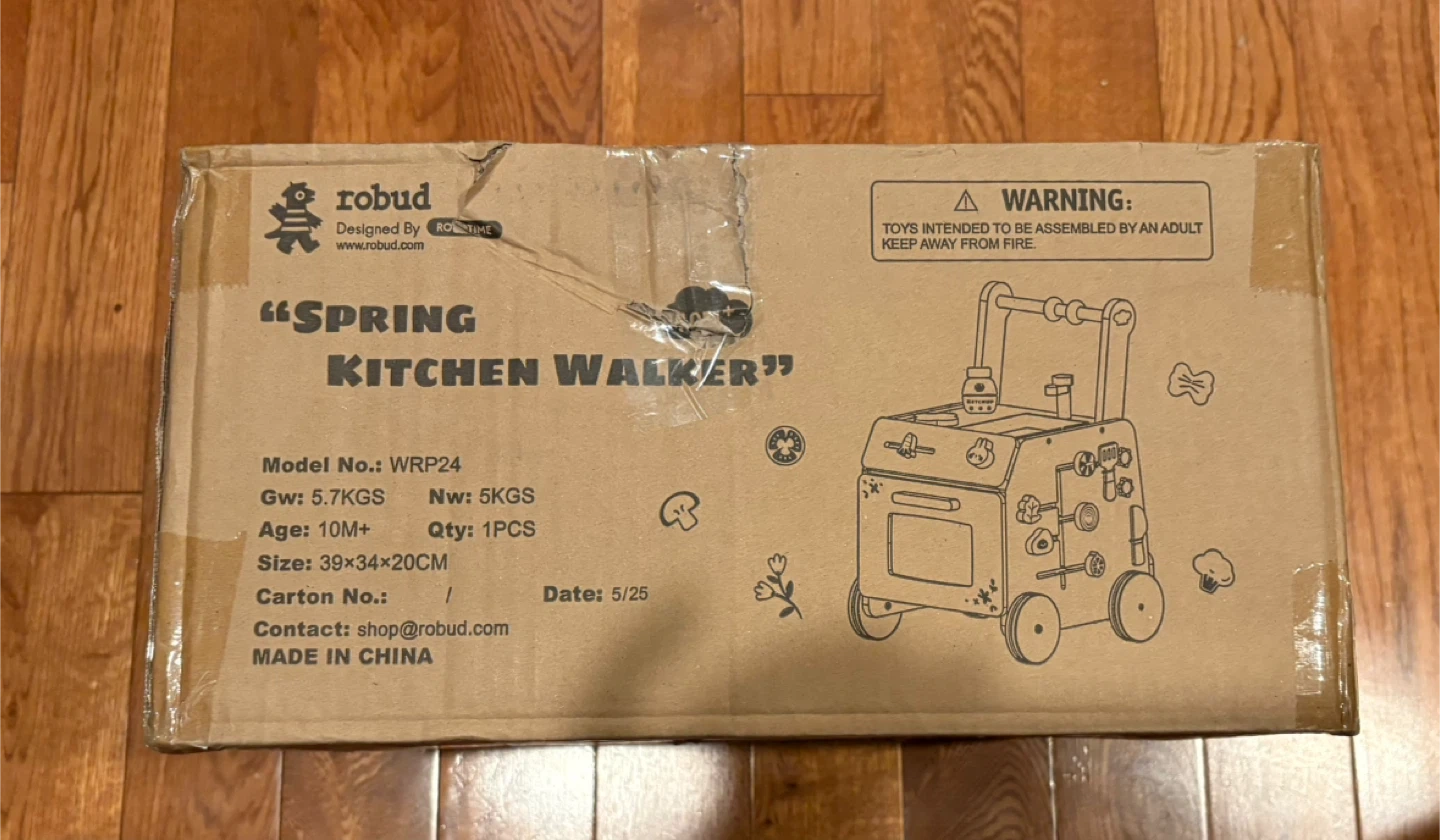 robud
Designed By
www.robud.com
WARNING:
TOYS INTENDED TO BE ASSEMBLED BY AN ADULT
KEEP AWAY FROM FIRE.
“SPRING
KITCHEN WALKER”
Model No.: WRP24
Gw: 5.7KGS Nw: 5KGS
Age: 10M+ Qty: 1PCS
Size: 39×34×20CM
Carton No.: / Date: 5/25
Contact: shop@robud.com
MADE IN CHINA
KETCHUP